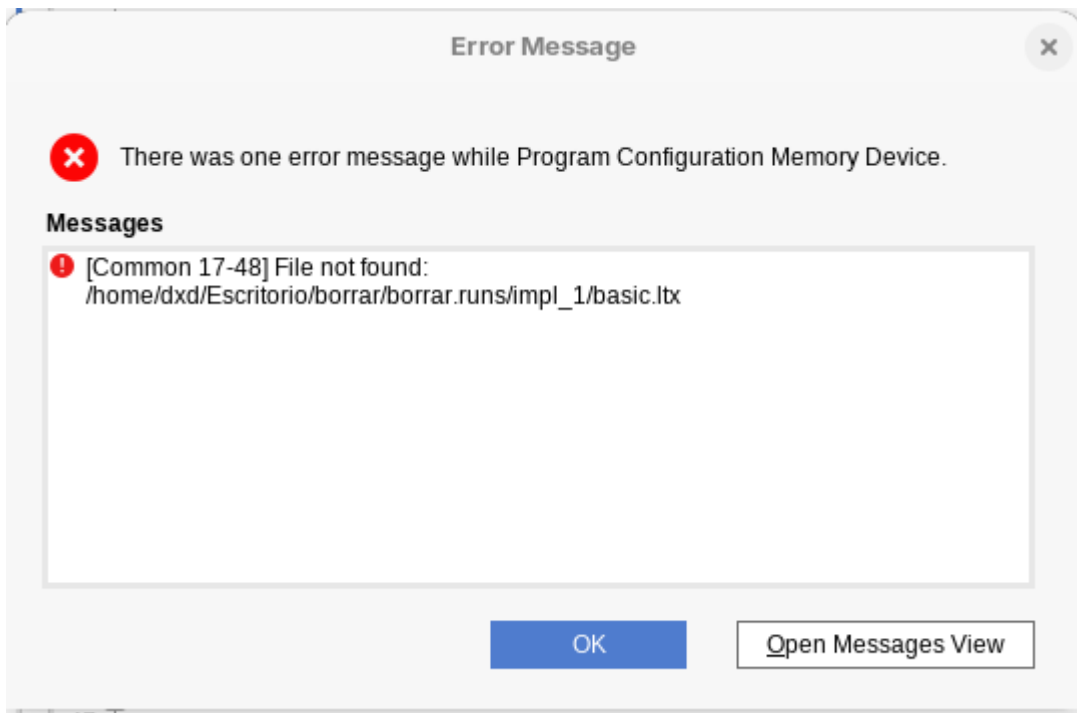 Error Message
There was one error message while Program Configuration Memory Device.
Messages
[Common 17-48] File not found:
/home/dxd/Escritorio/borrar/borrar.runs/impl_1/basic.ltx
OK
Open Messages View